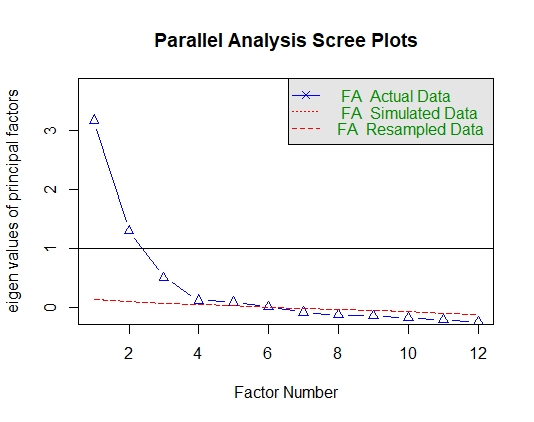 Parallel Analysis Scree Plots
FA Actual Data
FA Simulated Data
FA Resampled Data
eigen values of principal factors
3
2
1
0
2 4 6 8 10 12
Factor Number